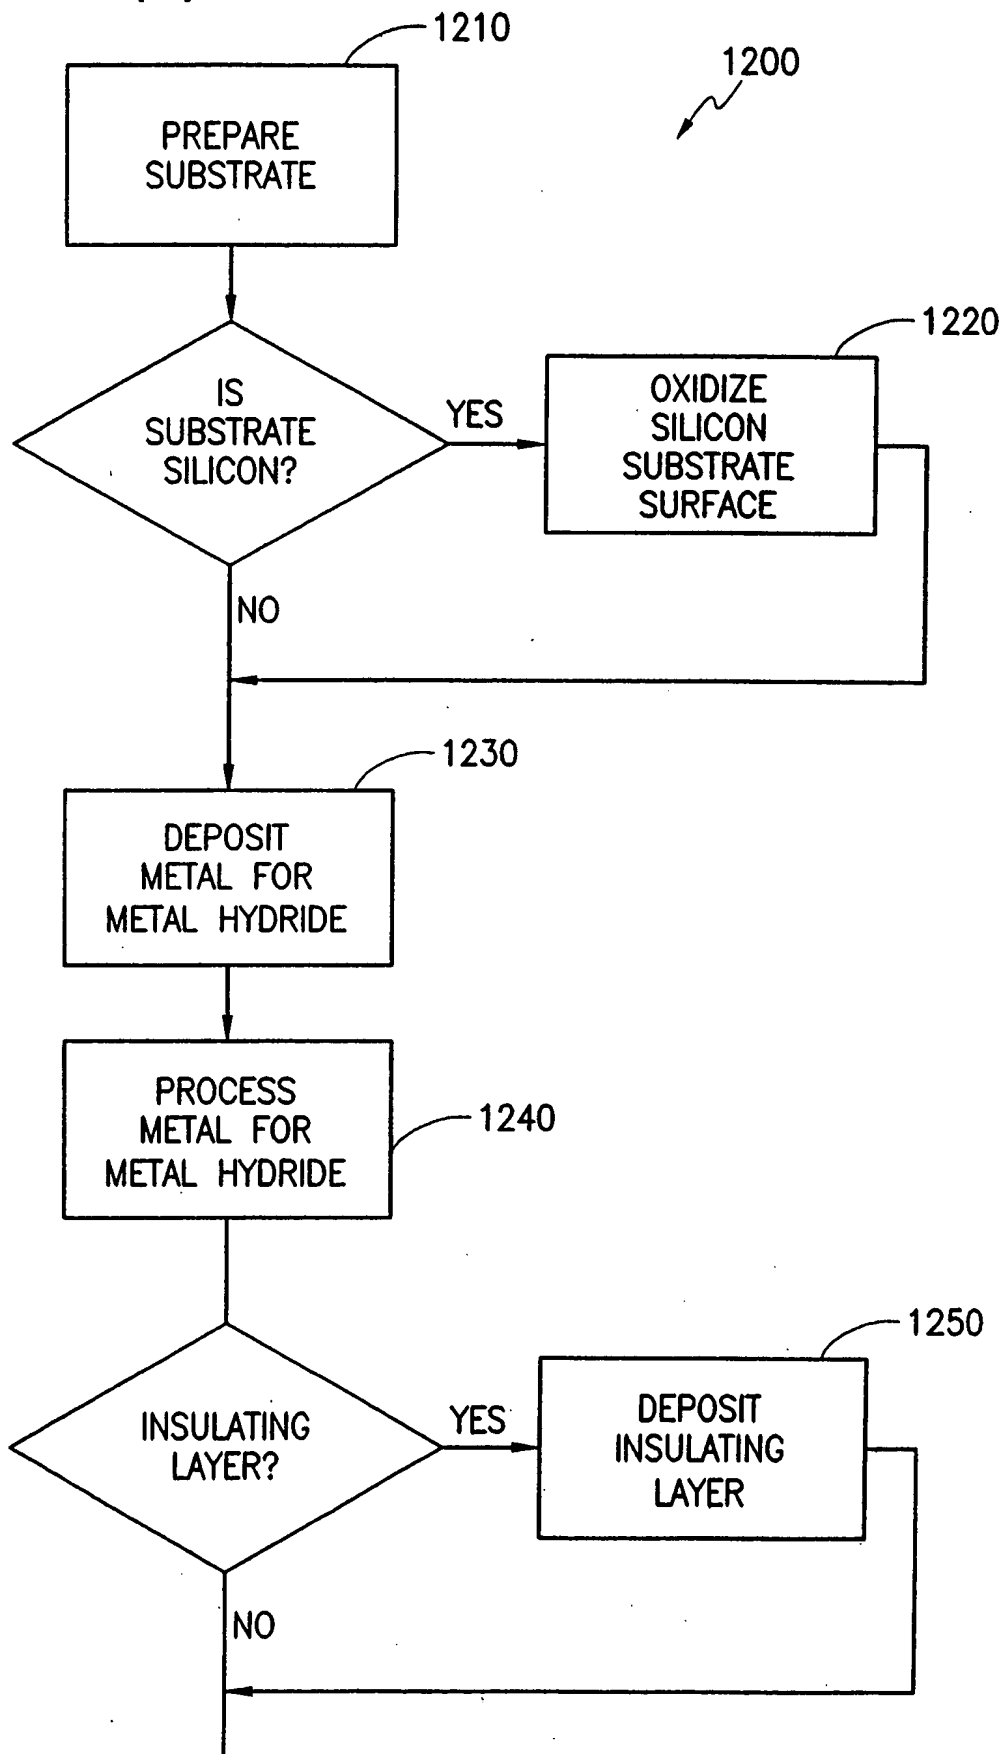 1210
1200
PREPARE
SUBSTRATE
1220
IS
SUBSTRATE
SILICON?
YES
OXIDIZE
SILICON
SUBSTRATE
SURFACE
NO
1230
DEPOSIT
METAL FOR
METAL HYDRIDE
PROCESS
METAL FOR
METAL HYDRIDE
1240
1250
INSULATING
LAYER?
YES
DEPOSIT
INSULATING
LAYER
NO